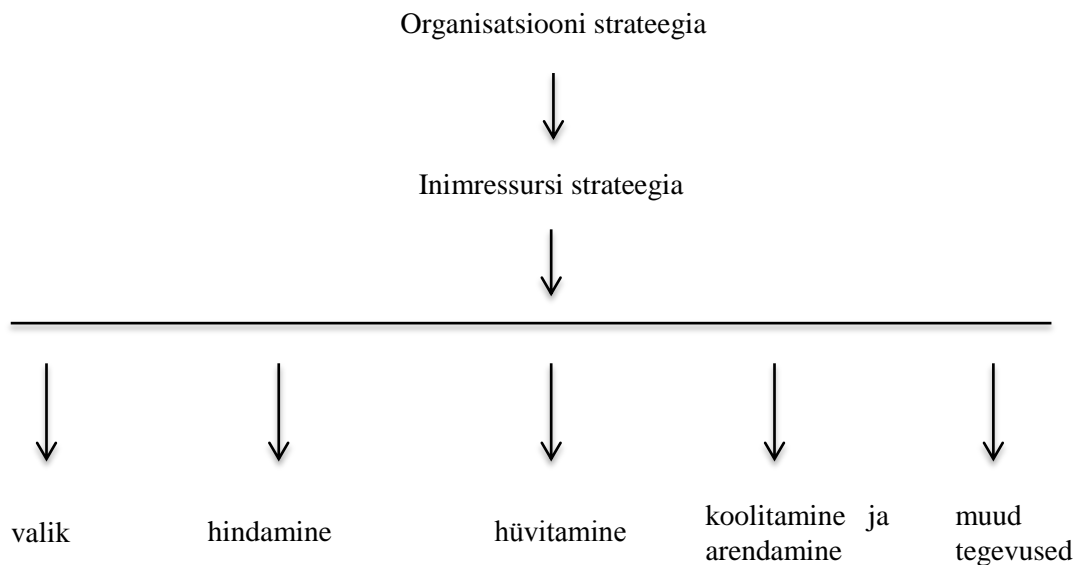 Organisatsiooni strateegia
Inimressursi strateegia
valik
hindamine
hüvitamine
koolitamine ja
arendamine
muud
tegevused